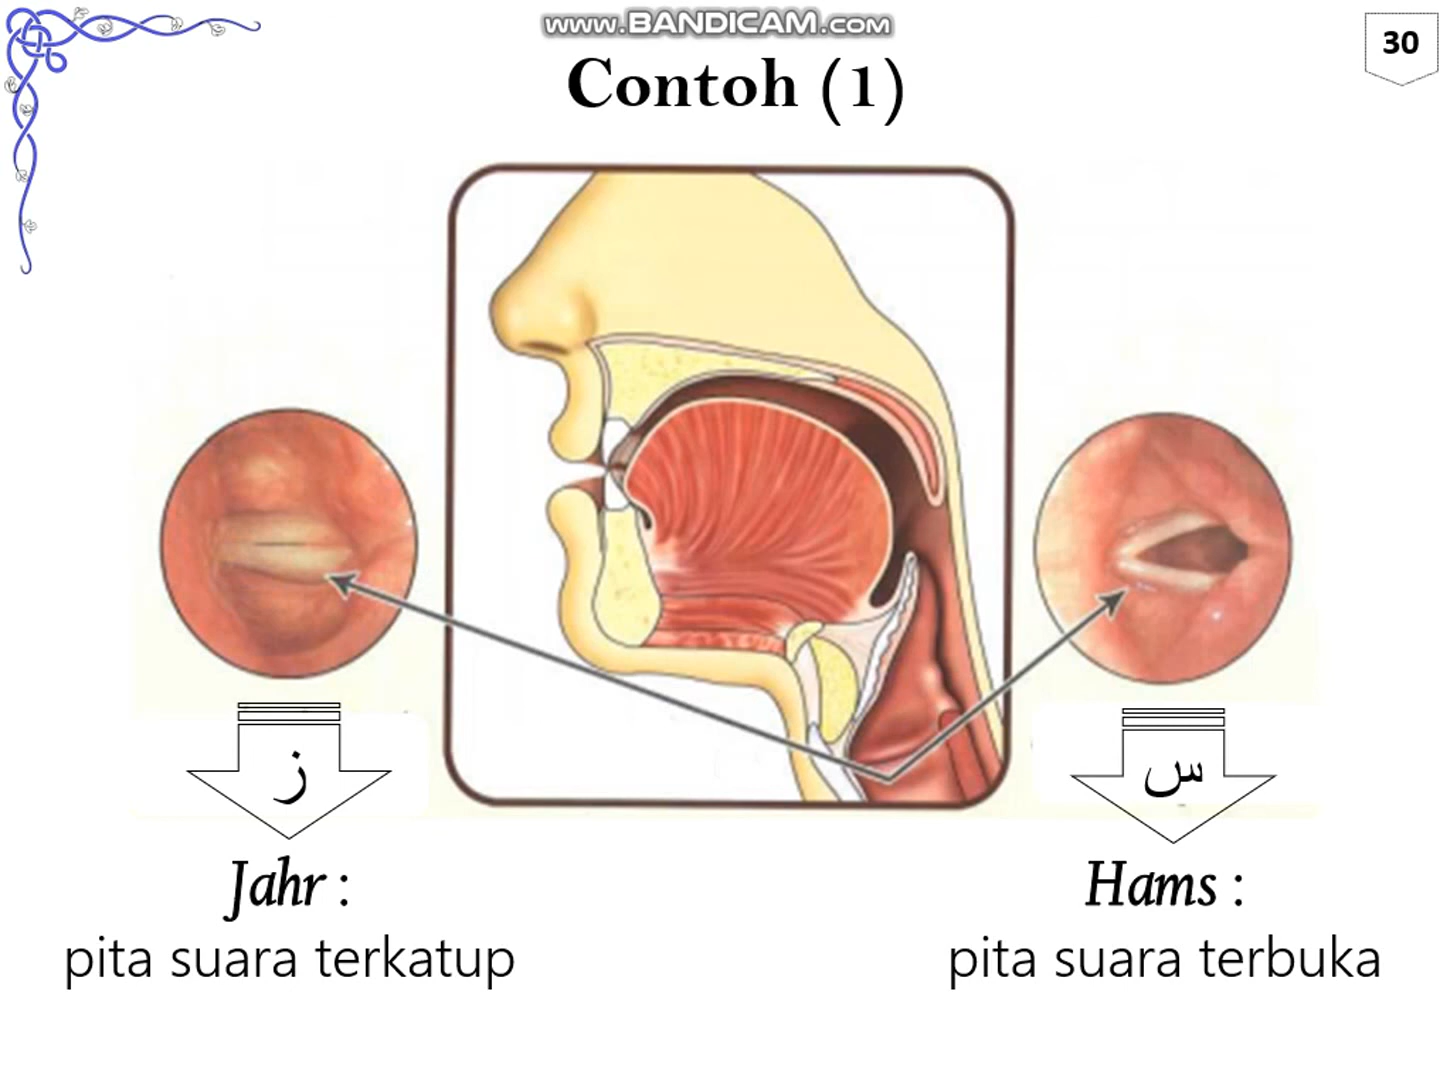 www.BANDICAM.com
30
Contoh (1)
ز
س
Jahr :
pita suara terkatup
Hams :
pita suara terbuka